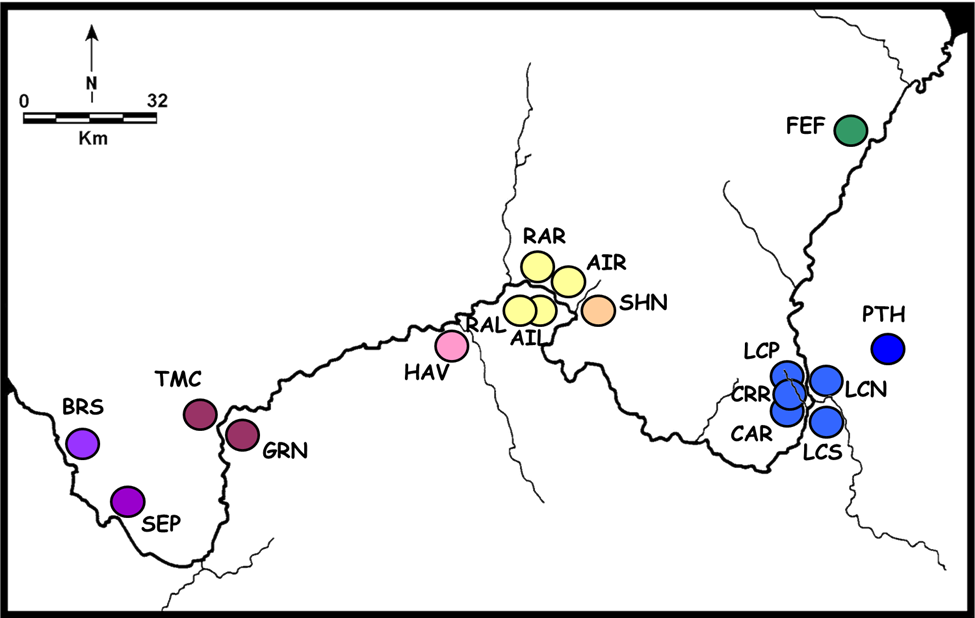 N
0 32
Km
FEF
RAR
AIR
SHN
RAL
AIL
PTH
HAV
LCP
TMC
CRR
LCN
BRS
CAR
GRN
LCS
SEP